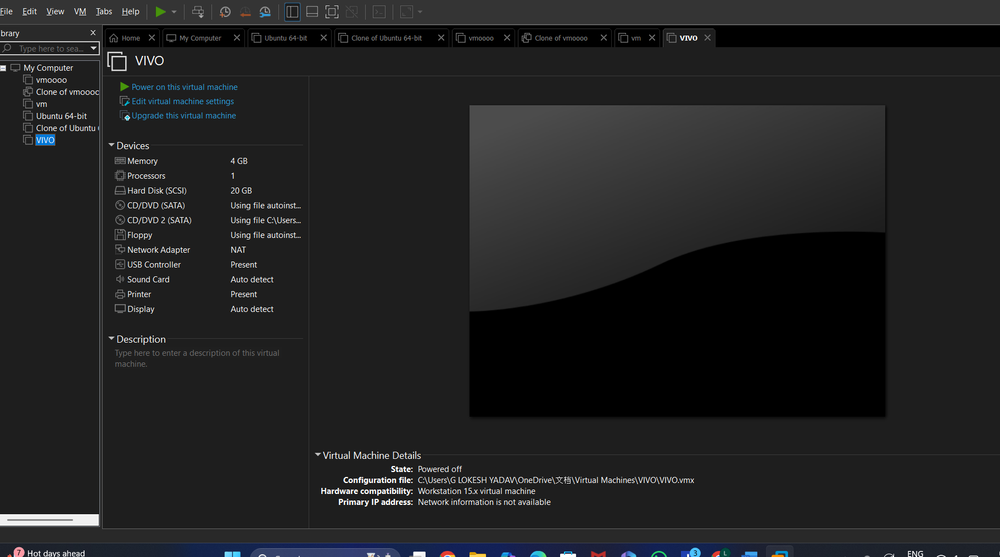 File Edit View VM Tabs Help
brary
Type here to sea...
My Computer
vmoooo
Clone of vmoooo
vm
Ubuntu 64-bit
Clone of Ubuntu
VIVO
Home My Computer Ubuntu 64-bit Clone of Ubuntu 64-bit vmoooo Clone of vmoooo vm VIVO
VIVO
Power on this virtual machine
Edit virtual machine settings
Upgrade this virtual machine
Devices
Memory 4 GB
Processors 1
Hard Disk (SCSI) 20 GB
CD/DVD (SATA) Using file autoinst...
CD/DVD 2 (SATA) Using file C:\Users...
Floppy Using file autoinst...
Network Adapter NAT
USB Controller Present
Sound Card Auto detect
Printer Present
Display Auto detect
Description
Type here to enter a description of this virtual
machine.
Virtual Machine Details
State: Powered off
Configuration file: C:\Users\G LOKESH YADAV\OneDrive\文档\Virtual Machines\VIVO\VIVO.vmx
Hardware compatibility: Workstation 15.x virtual machine
Primary IP address: Network information is not available
7 Hot days ahead
3
L
ENG